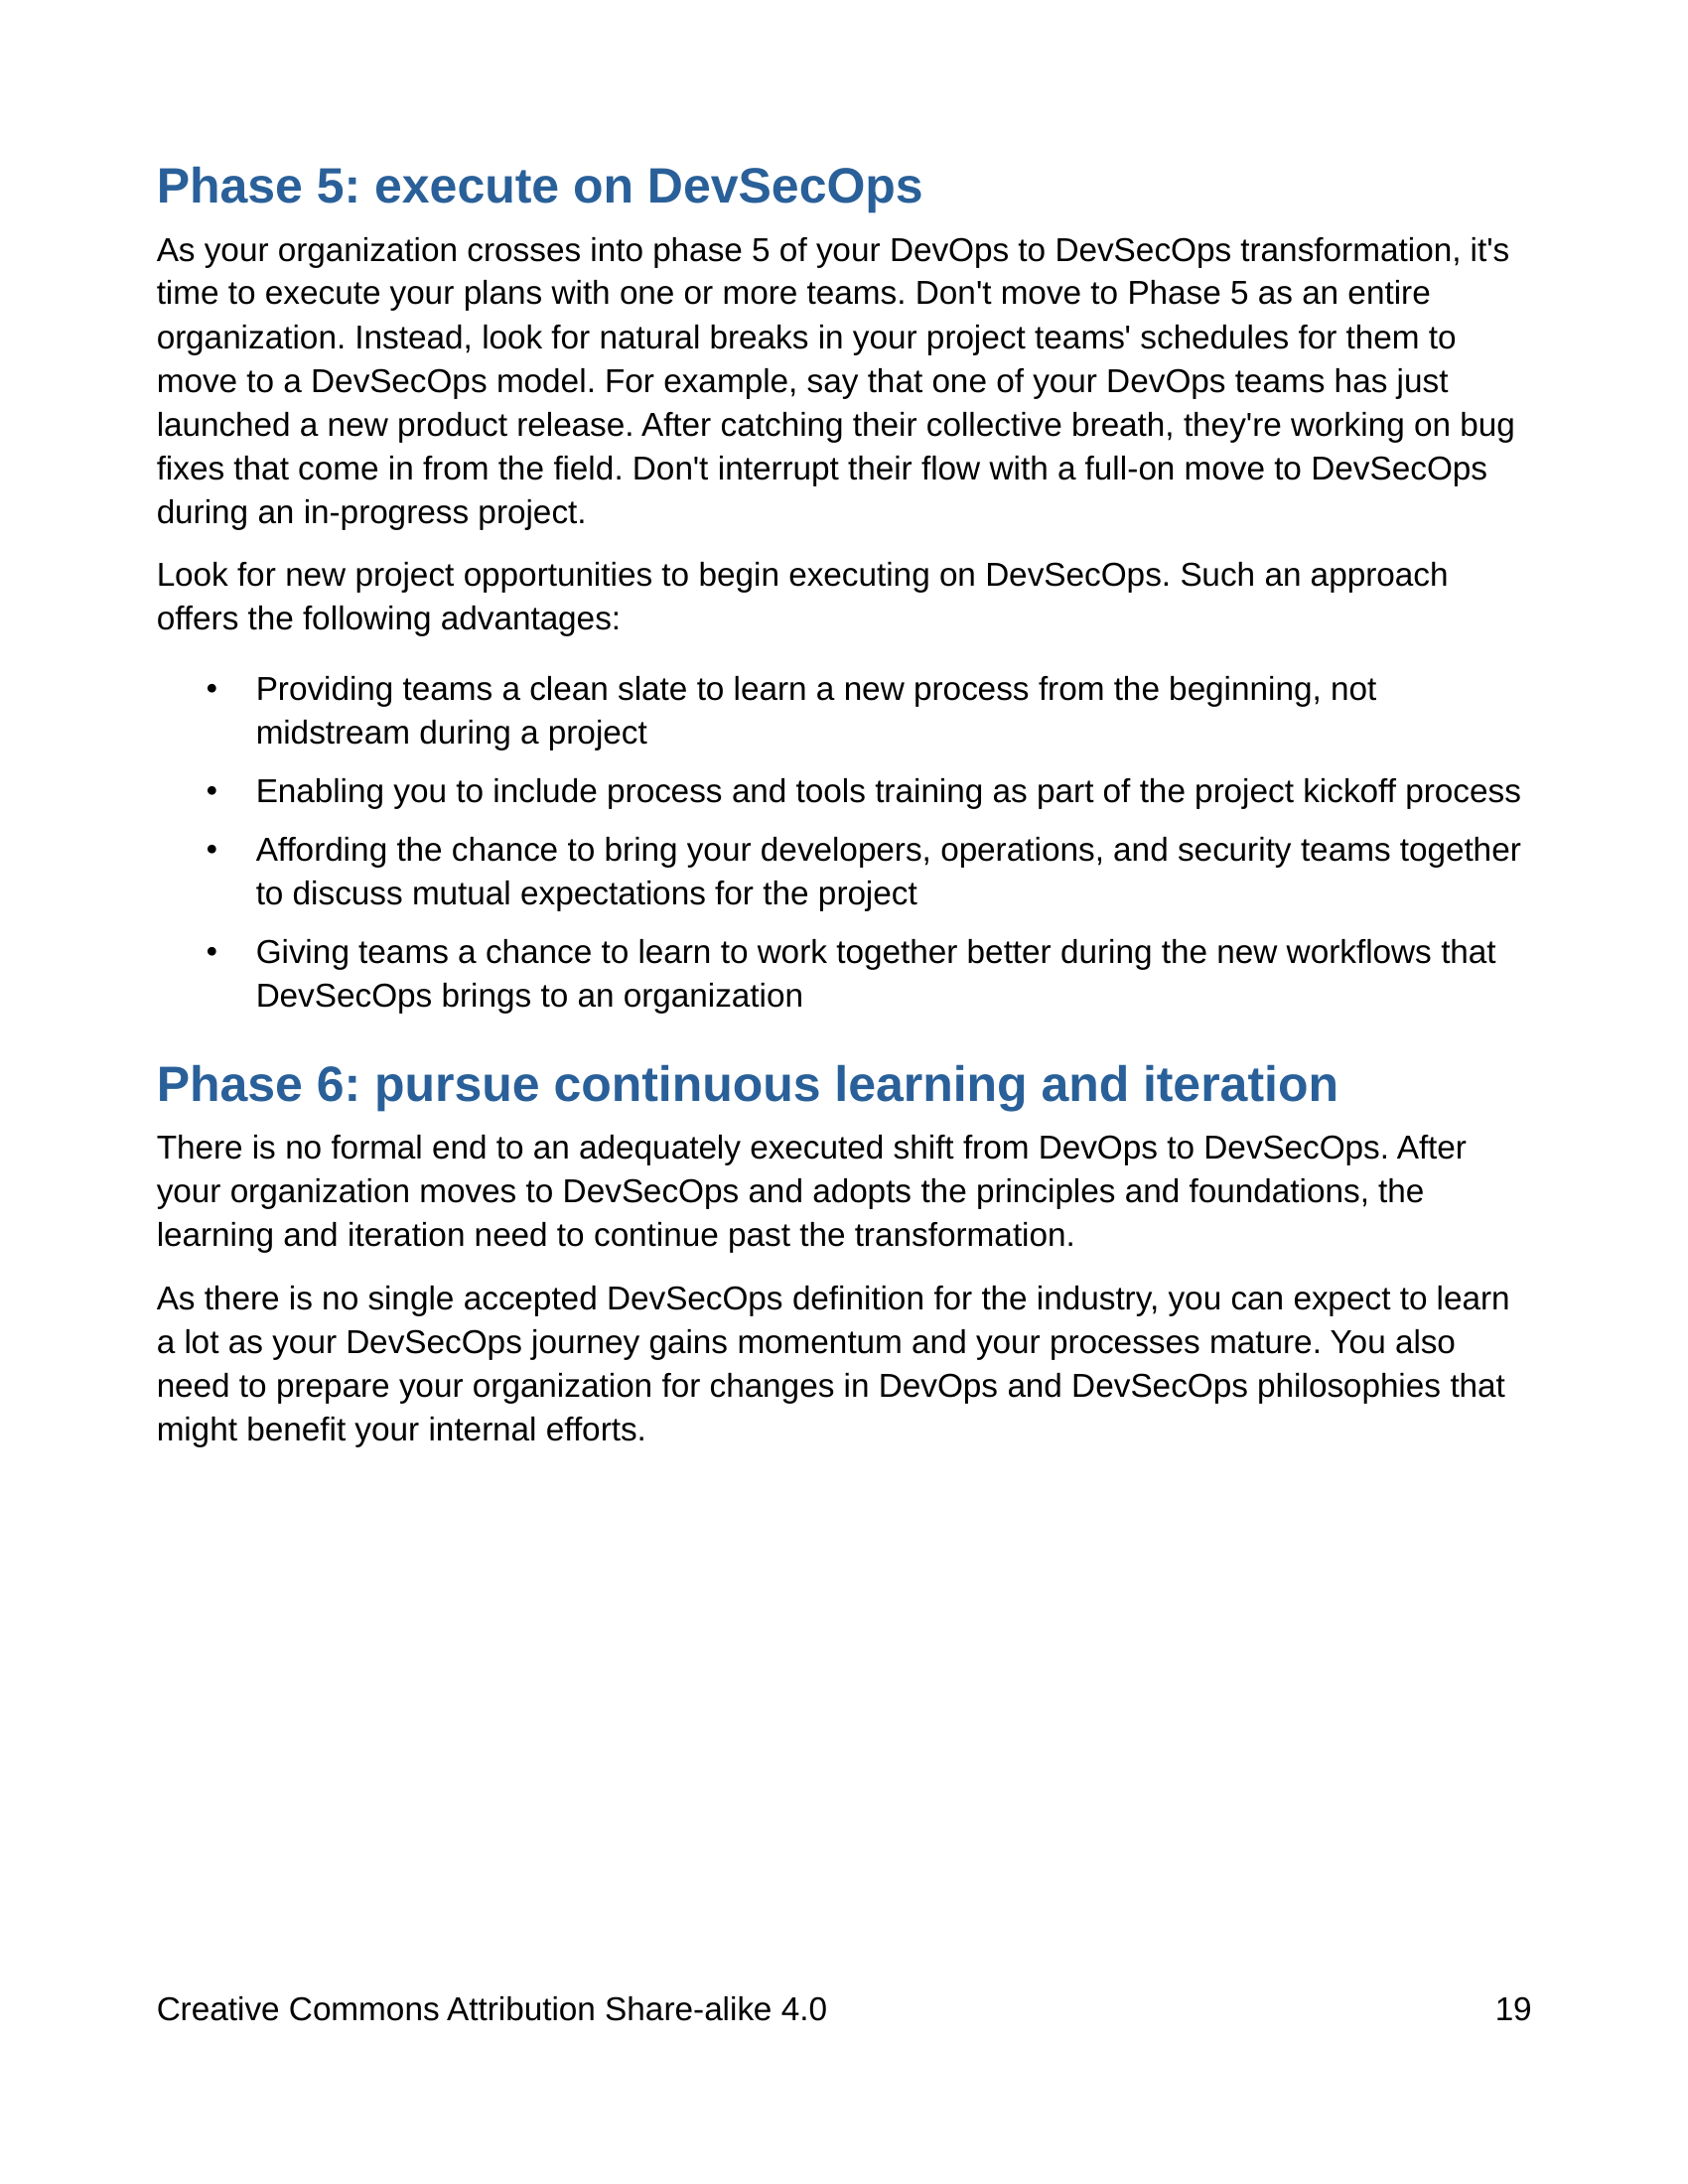 Phase 5: execute on DevSecOps
As your organization crosses into phase 5 of your DevOps to DevSecOps transformation, it's
time to execute your plans with one or more teams. Don't move to Phase 5 as an entire
organization. Instead, look for natural breaks in your project teams' schedules for them to
move to a DevSecOps model. For example, say that one of your DevOps teams has just
launched a new product release. After catching their collective breath, they're working on bug
fixes that come in from the field. Don't interrupt their flow with a full-on move to DevSecOps
during an in-progress project.
Look for new project opportunities to begin executing on DevSecOps. Such an approach
offers the following advantages:
• Providing teams a clean slate to learn a new process from the beginning, not
midstream during a project
• Enabling you to include process and tools training as part of the project kickoff process
• Affording the chance to bring your developers, operations, and security teams together
to discuss mutual expectations for the project
• Giving teams a chance to learn to work together better during the new workflows that
DevSecOps brings to an organization
Phase 6: pursue continuous learning and iteration
There is no formal end to an adequately executed shift from DevOps to DevSecOps. After
your organization moves to DevSecOps and adopts the principles and foundations, the
learning and iteration need to continue past the transformation.
As there is no single accepted DevSecOps definition for the industry, you can expect to learn
a lot as your DevSecOps journey gains momentum and your processes mature. You also
need to prepare your organization for changes in DevOps and DevSecOps philosophies that
might benefit your internal efforts.
Creative Commons Attribution Share-alike 4.0 19